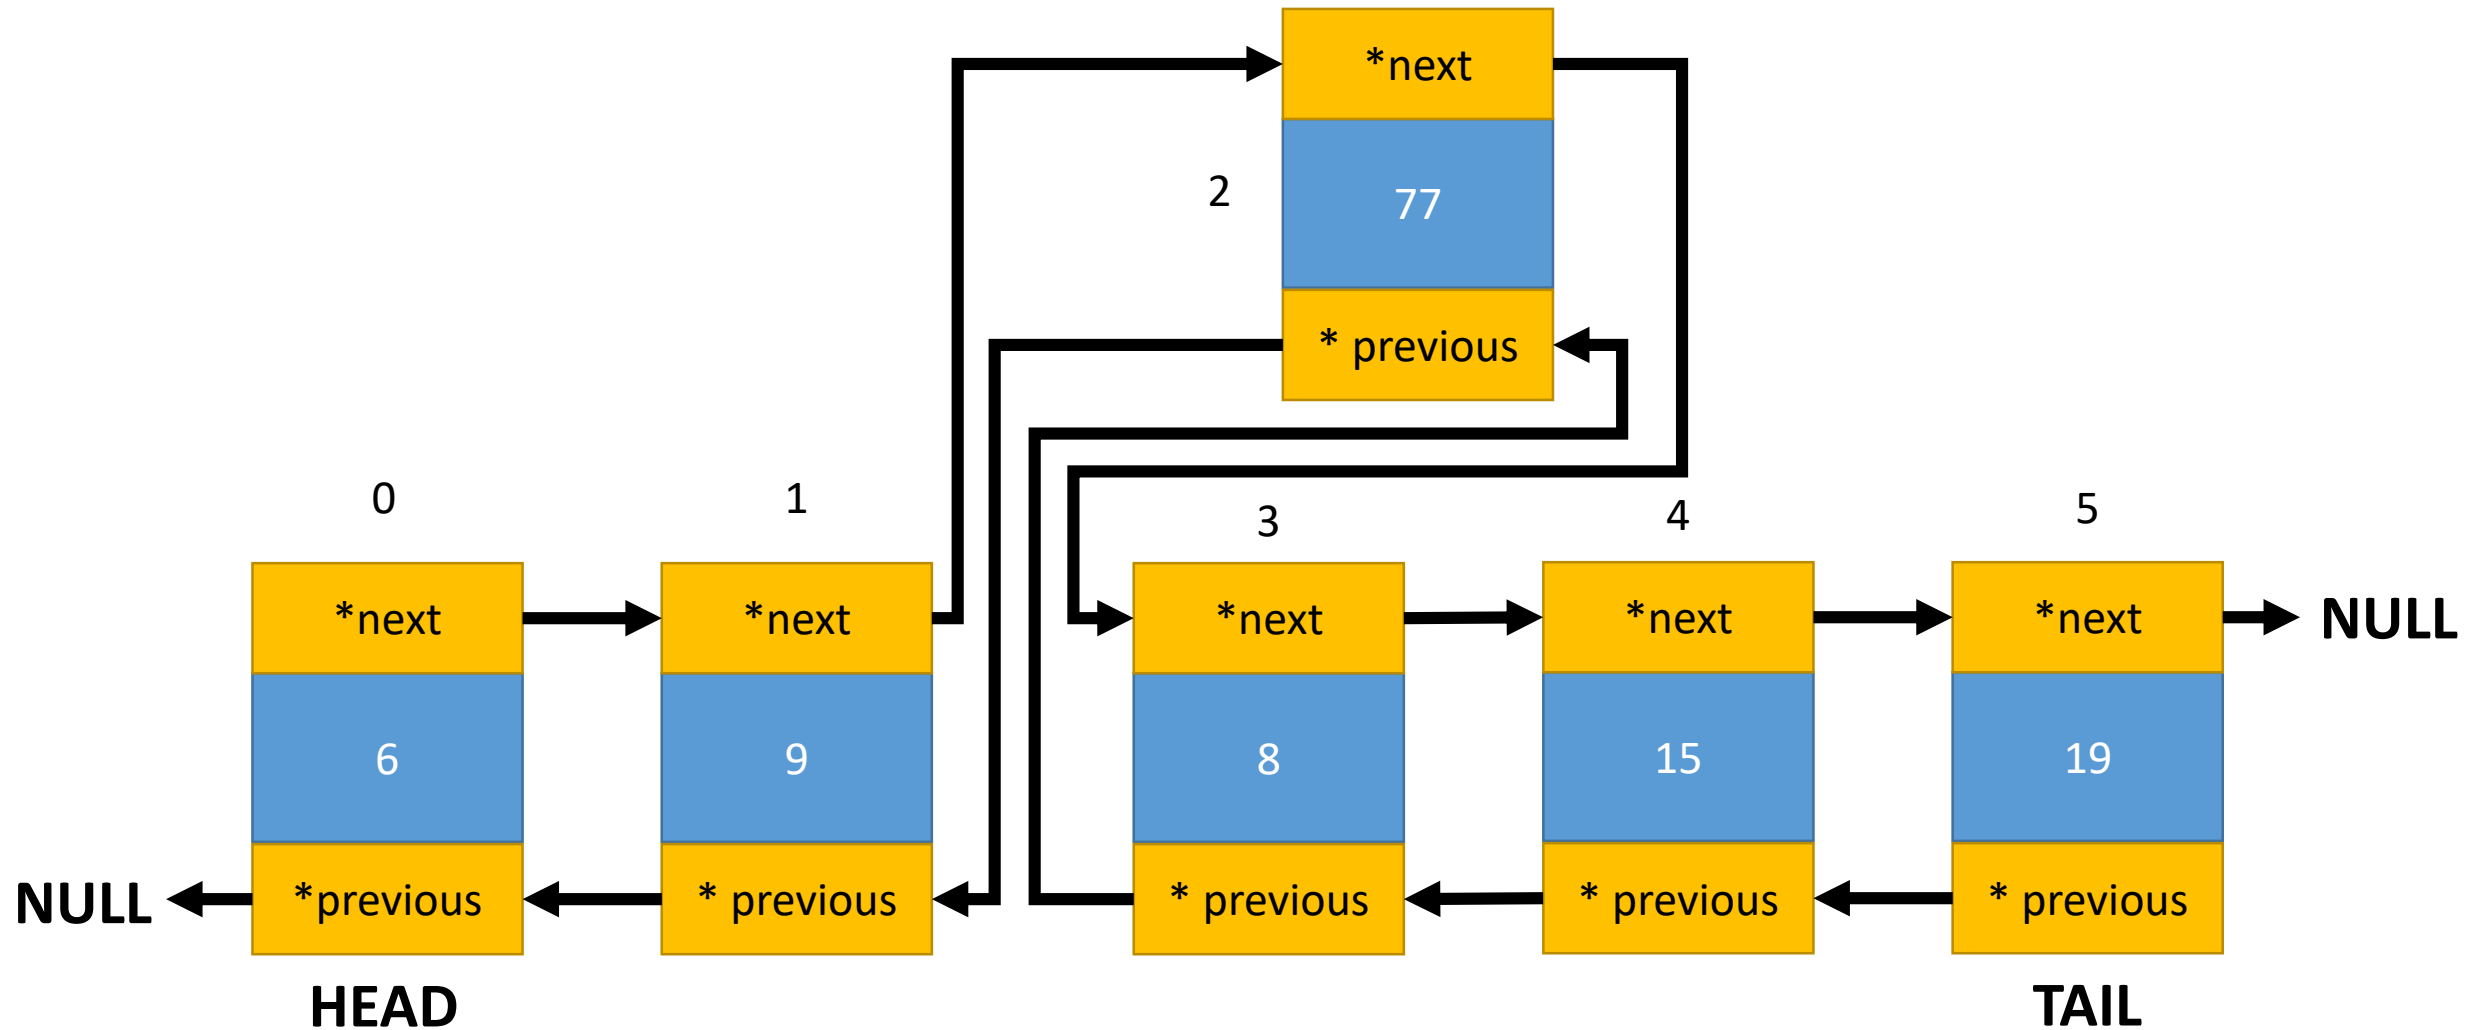 *next
2
77
* previous
0
1
3
4
5
*next
*next
*next
*next
*next
NULL
6
9
8
15
19
NULL
*previous
* previous
* previous
* previous
* previous
HEAD
TAIL